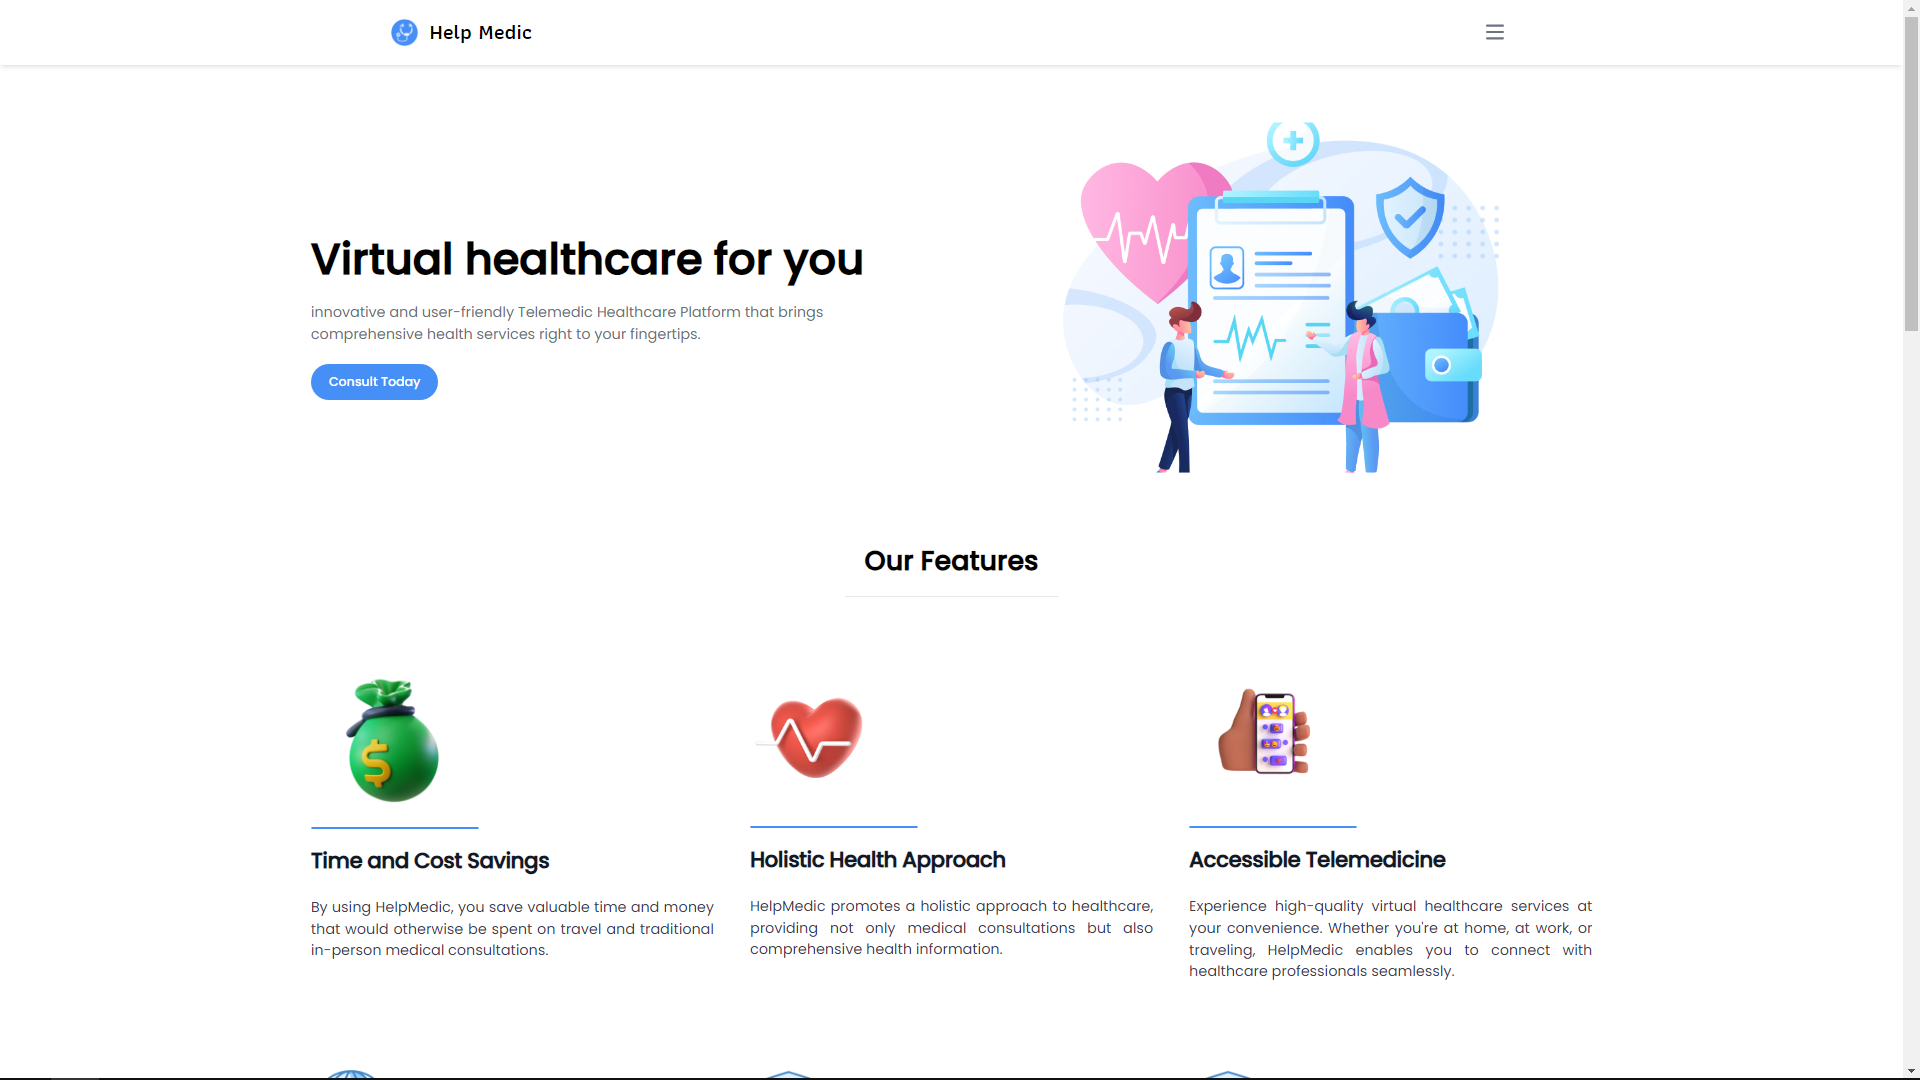 Help Medic
Virtual healthcare for you
innovative and user-friendly Telemedic Healthcare Platform that brings
comprehensive health services right to your fingertips.
Consult Today
Our Features
$
Time and Cost Savings
By using HelpMedic, you save valuable time and money
that would otherwise be spent on travel and traditional
in-person medical consultations.
Holistic Health Approach
HelpMedic promotes a holistic approach to healthcare,
providing not only medical consultations but also
comprehensive health information.
Accessible Telemedicine
Experience high-quality virtual healthcare services at
your convenience. Whether you're at home, at work, or
traveling, HelpMedic enables you to connect with
healthcare professionals seamlessly.